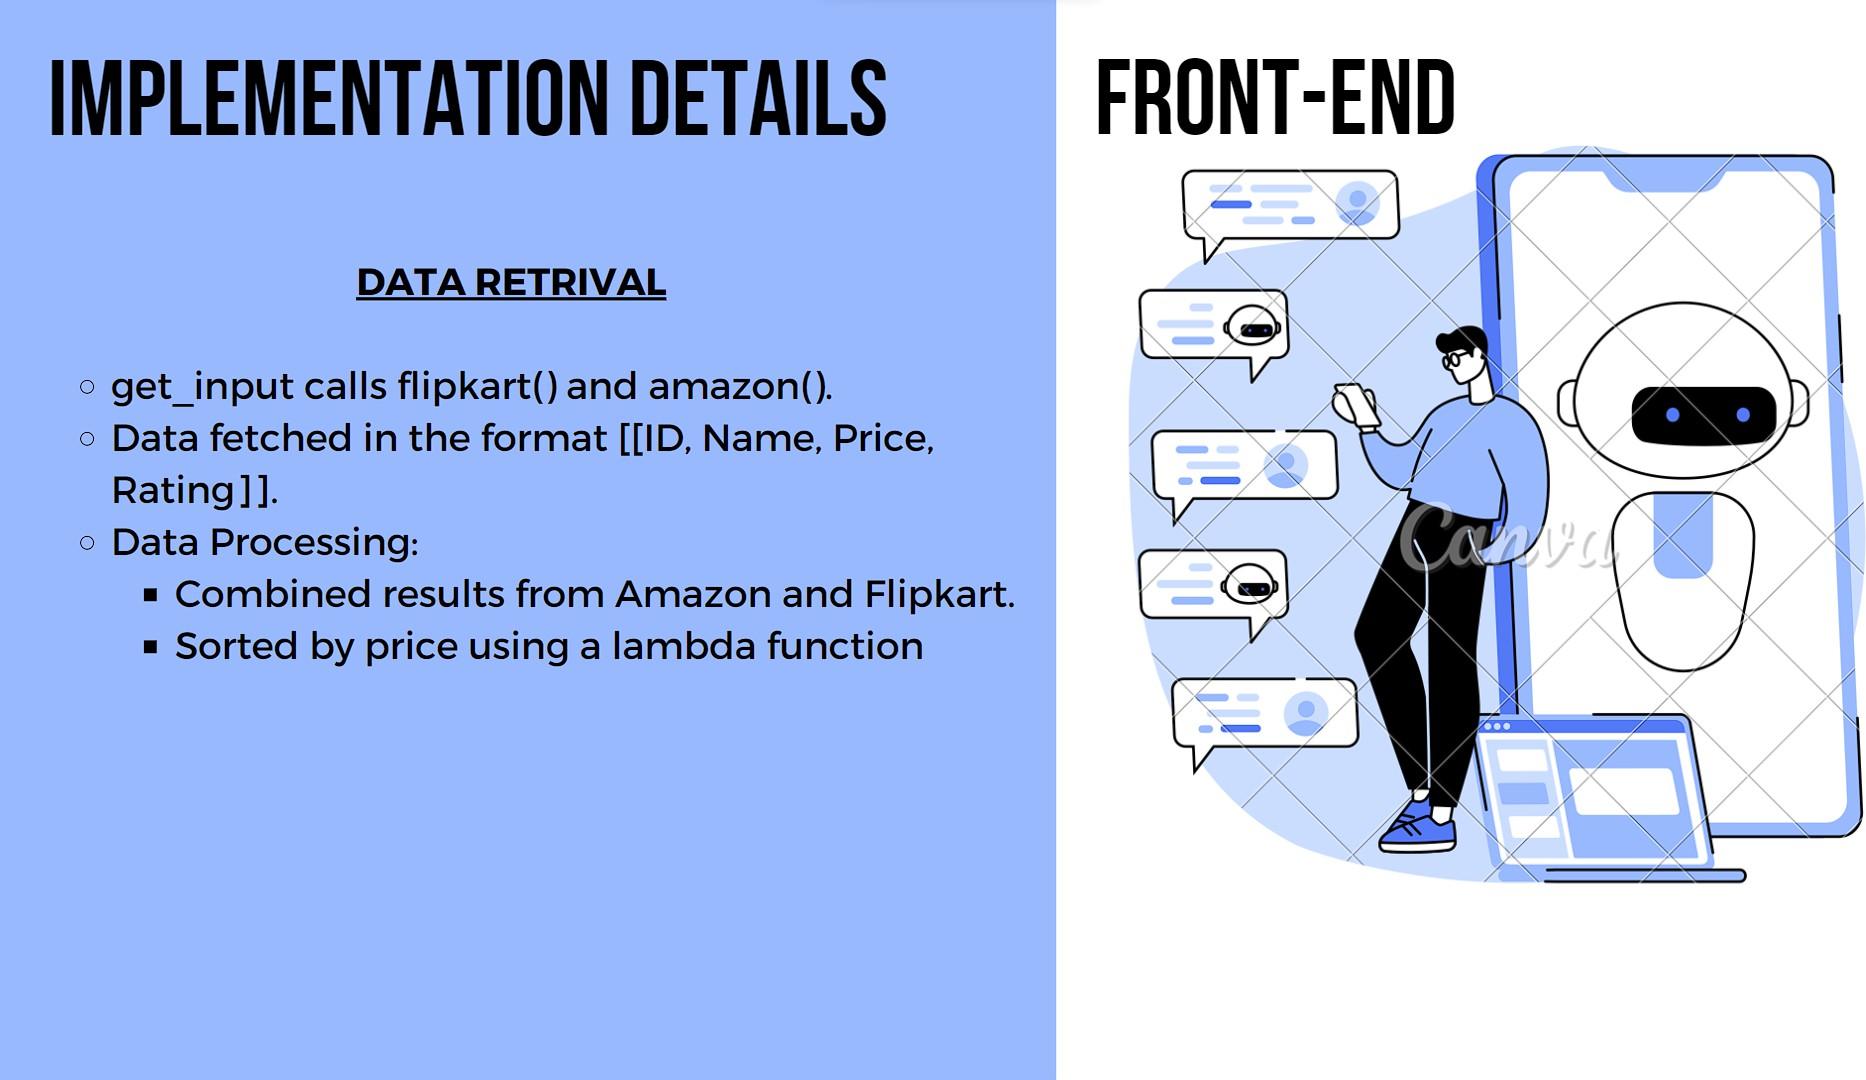 IMPLEMENTATION DETAILS
DATA RETRIVAL
get_input calls flipkart() and amazon().
Data fetched in the format [[ID, Name, Price,
Rating]].
Data Processing:
Combined results from Amazon and Flipkart.
Sorted by price using a lambda function
FRONT-END
Canva